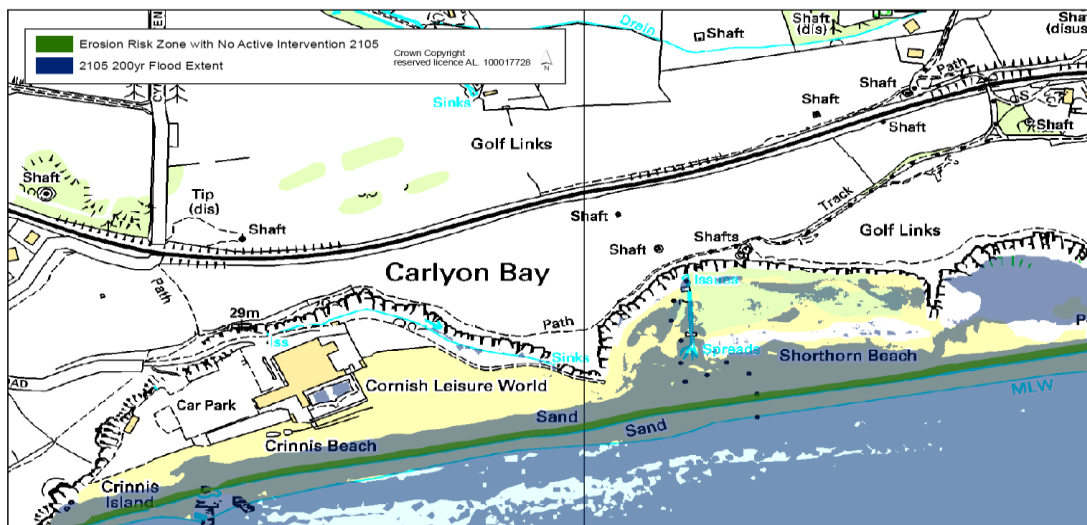 Erosion Risk Zone with No Active Intervention 2105
2105 200yr Flood Extent
Crown Copyright
reserved licence AL. 100017728
N
Drain
Shaft
Shaft
(dis)
Sinks
Golf Links
Shaft
Path
Shaft
Shaft
Shaft
Shaft
Tip
(dis)
Shaft
Shaft
Track
Golf Links
Shaft
Shafts
Carlyon Bay
Path
Issues
29m
Path
Iss
Sinks
Spreads
Shorthorn Beach
Cornish Leisure World
MLW
Car Park
Sand
Sand
Crinnis Beach
Crinnis
Island